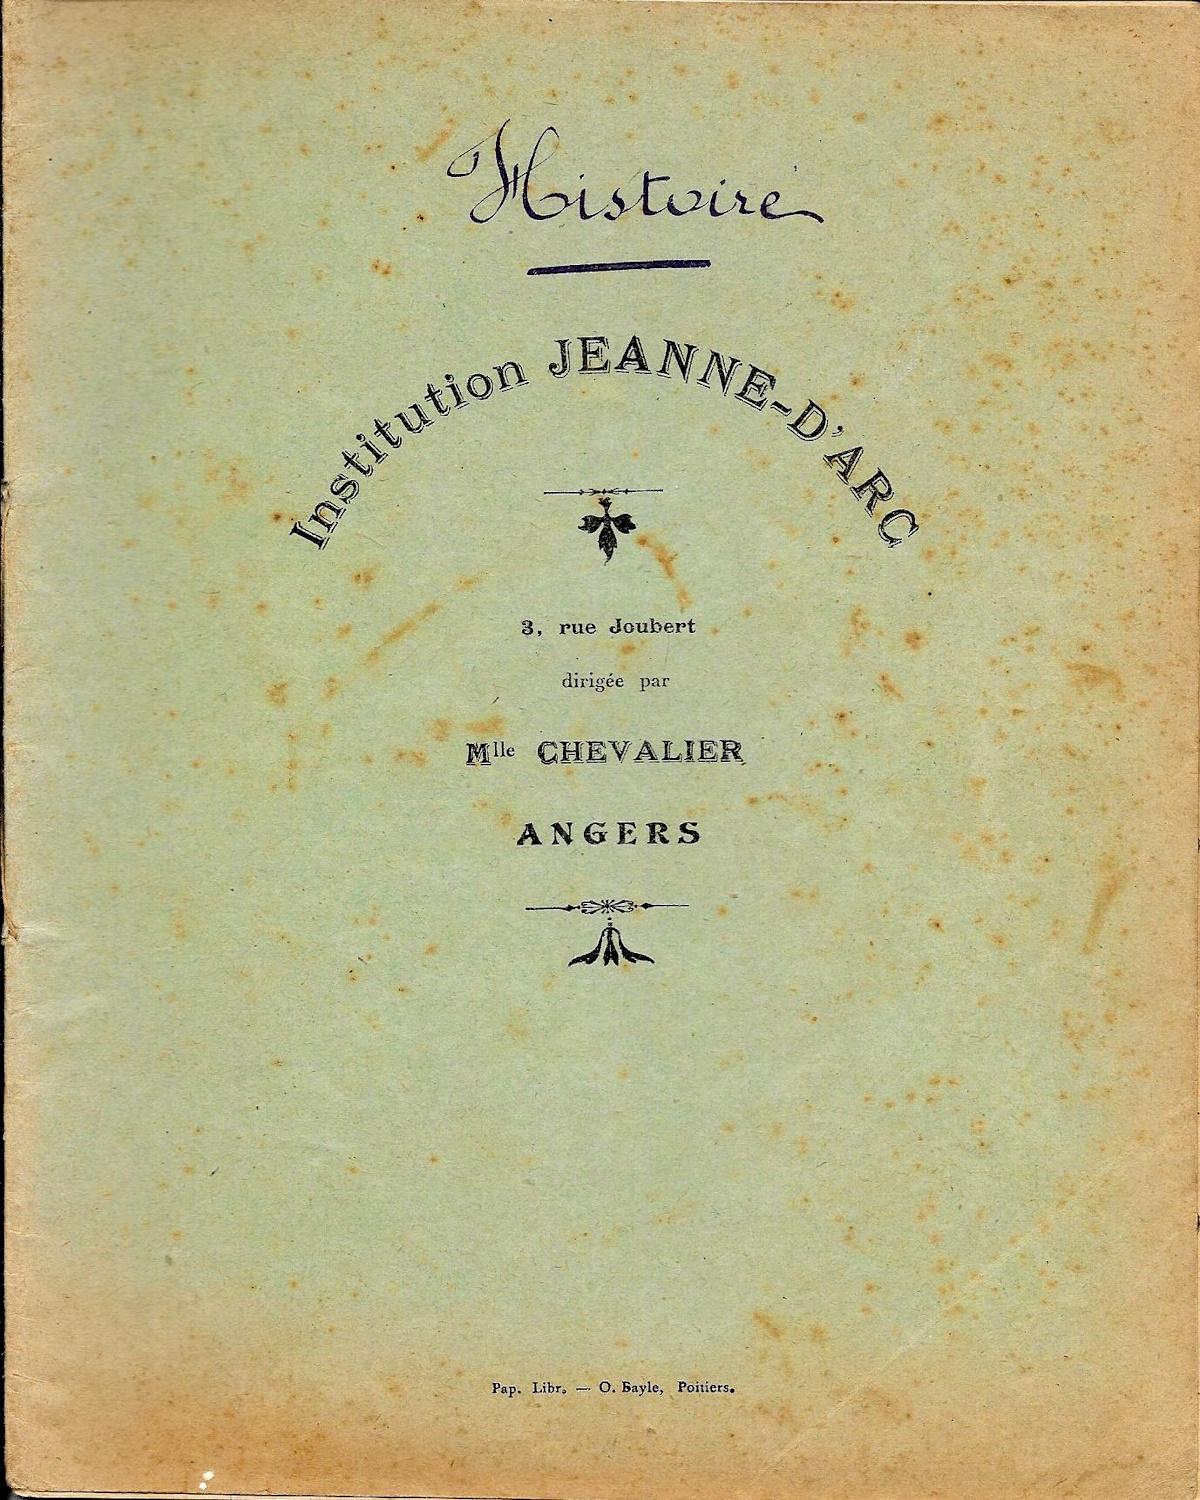 Histoire
Institution JEANNE-D'ARC
3, rue Joubert
dirigée par
Mlle CHEVALIER
ANGERS
Pap. Libr. — O. Bayle, Poitiers.